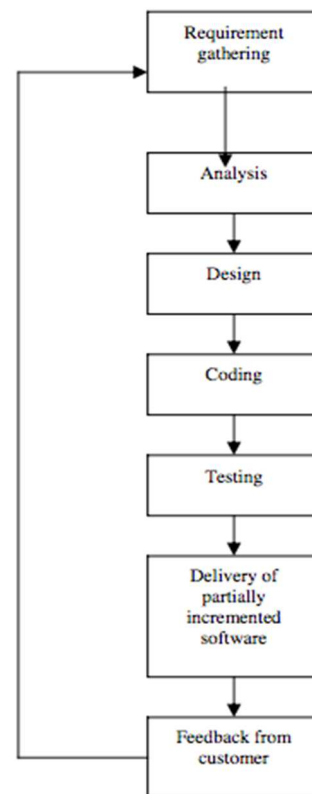 Requirement
gathering
Analysis
Design
Coding
Testing
Delivery of
partially
incremented
software
Feedback from
customer